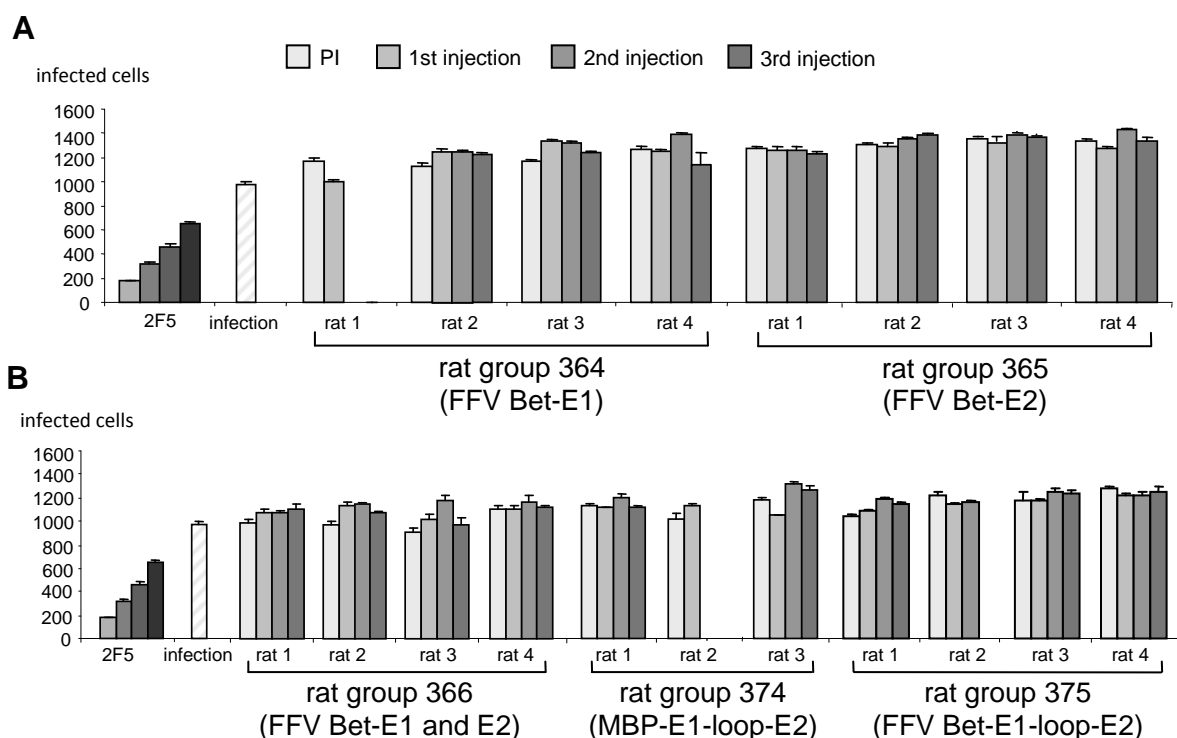 A
PI 1st injection 2nd injection 3rd injection
infected cells
1600
1400
1200
1000
800
600
400
200
0
2F5 infection rat 1 rat 2 rat 3 rat 4 rat 1 rat 2 rat 3 rat 4
rat group 364 rat group 365
(FFV Bet-E1) (FFV Bet-E2)
B
infected cells
1600
1400
1200
1000
800
600
400
200
0
2F5 infection rat 1 rat 2 rat 3 rat 4 rat 1 rat 2 rat 3 rat 1 rat 2 rat 3 rat 4
rat group 366 rat group 374 rat group 375
(FFV Bet-E1 and E2) (MBP-E1-loop-E2) (FFV Bet-E1-loop-E2)